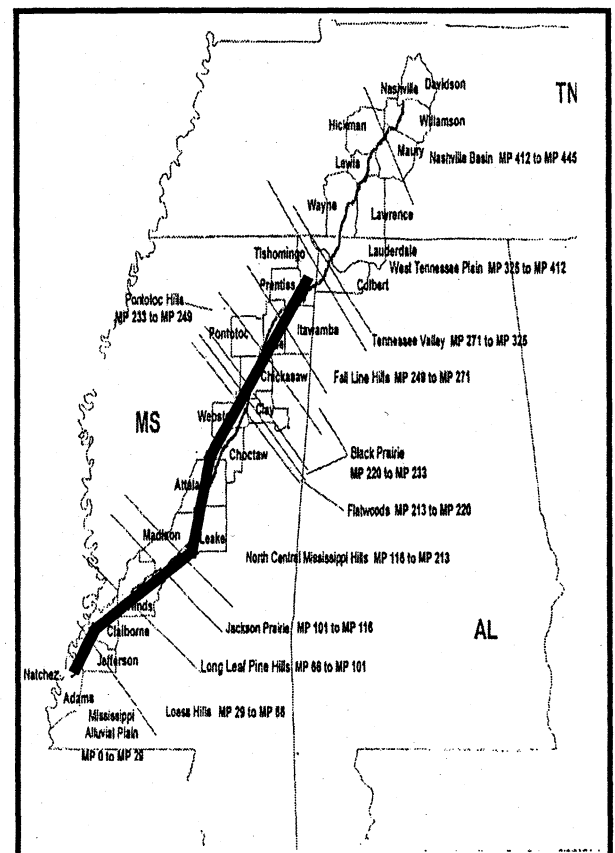 Davidson
Nashville
TN
Williamson
Hickman
Maury
Nashville Basin MP 412 to MP 445
Lewis
Wayne
Lawrence
Tishomingo
Lauderdale
West Tennessee Plain MP 325 to MP 412
Prentiss
Colbert
Pontotoc Hills
MP 233 to MP 249
Itawamba
Pontotoc
Tennessee Valley MP 271 to MP 325
Chickasaw
Fall Line Hills MP 249 to MP 271
MS
Clay
Choctaw
Black Prairie
MP 220 to MP 233
Flatwoods MP 213 to MP 220
Madison
Leake
North Central Mississippi Hills MP 116 to MP 213
Jackson Prairie MP 101 to MP 116
AL
Claiborne
Long Leaf Pine Hills MP 66 to MP 101
Jefferson
Natchez
Adams
Loess Hills MP 29 to MP 66
Mississippi
Alluvial Plain
MP 0 to MP 29